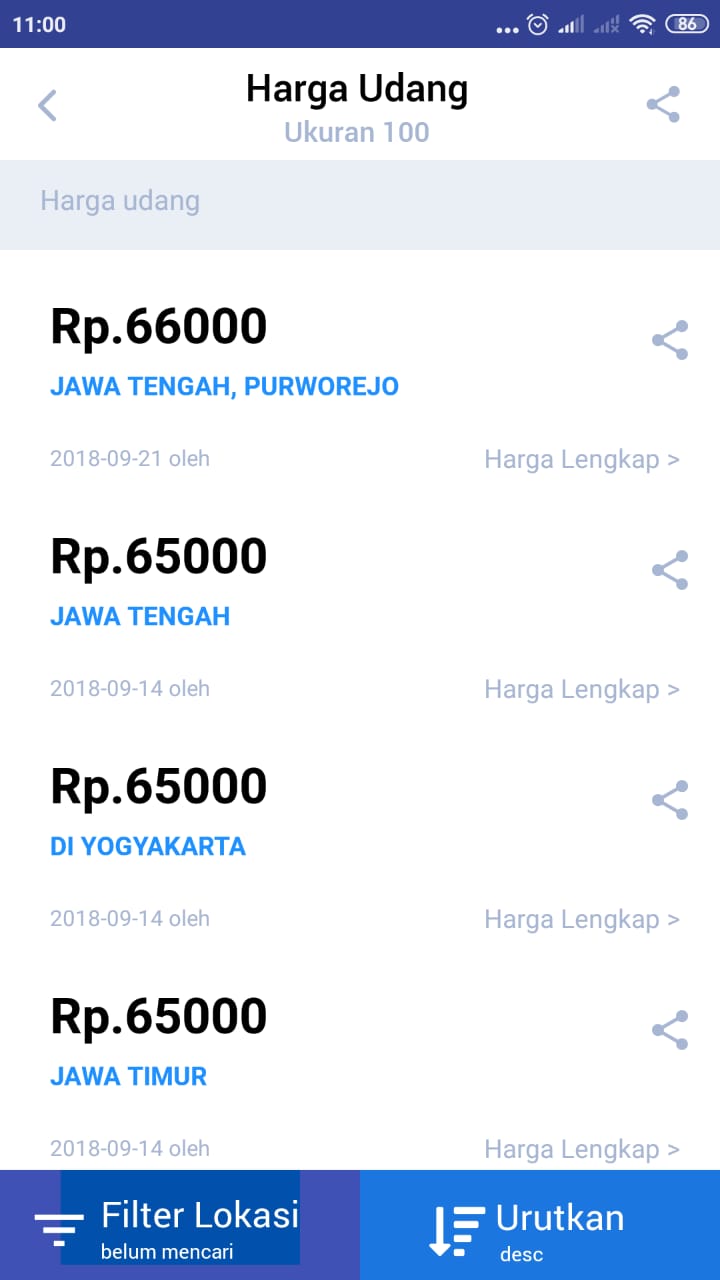 11:00
86
Harga Udang
Ukuran 100
Harga udang
Rp.66000
JAWA TENGAH, PURWOREJO
2018-09-21 oleh
Harga Lengkap >
Rp.65000
JAWA TENGAH
2018-09-14 oleh
Harga Lengkap >
Rp.65000
DI YOGYAKARTA
2018-09-14 oleh
Harga Lengkap >
Rp.65000
JAWA TIMUR
2018-09-14 oleh
Harga Lengkap >
Filter Lokasi
belum mencari
Urutkan
desc